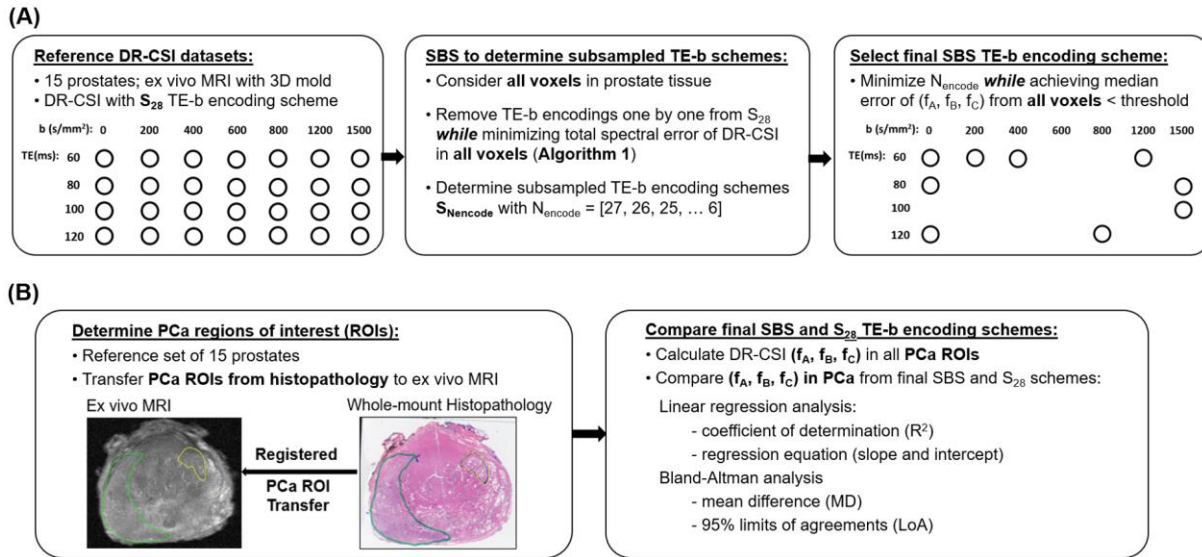 (A)
Reference DR-CSI datasets:
• 15 prostates; ex vivo MRI with 3D mold
• DR-CSI with S28 TE-b encoding scheme
b (s/mm²): 0 200 400 600 800 1200 1500
TE(ms): 60
80
100
120
SBS to determine subsampled TE-b schemes:
• Consider all voxels in prostate tissue
• Remove TE-b encodings one by one from S28
while minimizing total spectral error of DR-CSI
in all voxels (Algorithm 1)
• Determine subsampled TE-b encoding schemes
SNencode with Nencode = [27, 26, 25, … 6]
Select final SBS TE-b encoding scheme:
• Minimize Nencode while achieving median
error of (fA, fB, fC) from all voxels < threshold
b (s/mm²): 0 200 400 800 1200 1500
TE(ms): 60
80
100
120
(B)
Determine PCa regions of interest (ROIs):
• Reference set of 15 prostates
• Transfer PCa ROIs from histopathology to ex vivo MRI
Ex vivo MRI
Whole-mount Histopathology
Registered
PCa ROI
Transfer
Compare final SBS and S28 TE-b encoding schemes:
• Calculate DR-CSI (fA, fB, fC) in all PCa ROIs
• Compare (fA, fB, fC) in PCa from final SBS and S28 schemes:
Linear regression analysis:
- coefficient of determination (R²)
- regression equation (slope and intercept)
Bland-Altman analysis
- mean difference (MD)
- 95% limits of agreements (LoA)